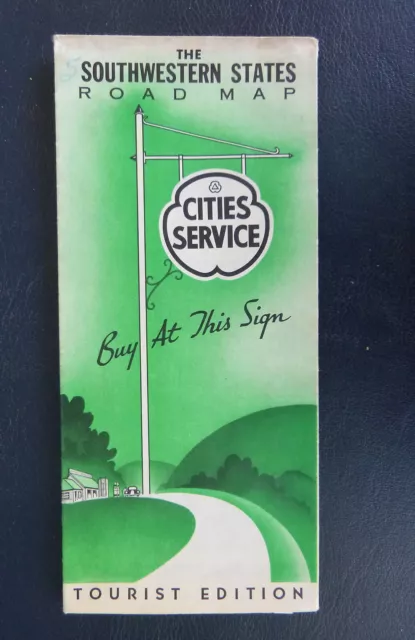 THE
SOUTHWESTERN STATES
ROAD MAP
CITIES
SERVICE
Buy At This Sign
TOURIST EDITION